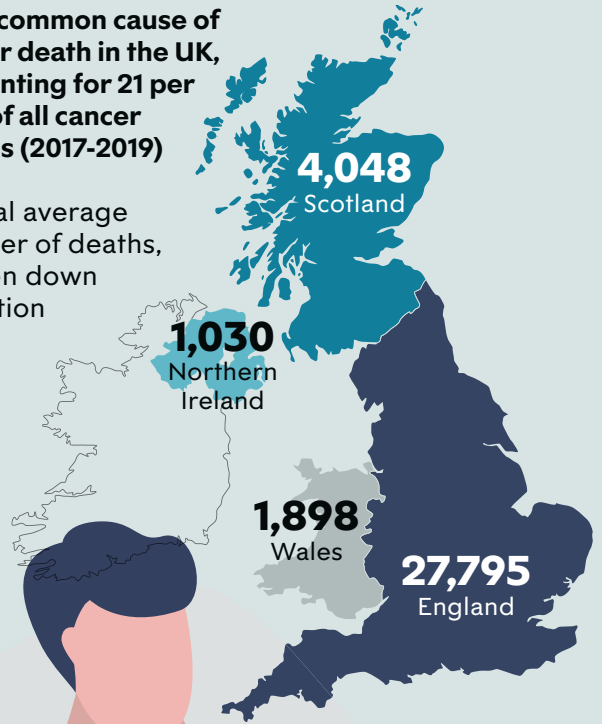 common cause of
r death in the UK,
nting for 21 per
f all cancer
s (2017-2019)
al average
er of deaths,
n down
tion
4,048
Scotland
1,030
Northern
Ireland
1,898
Wales
27,795
England